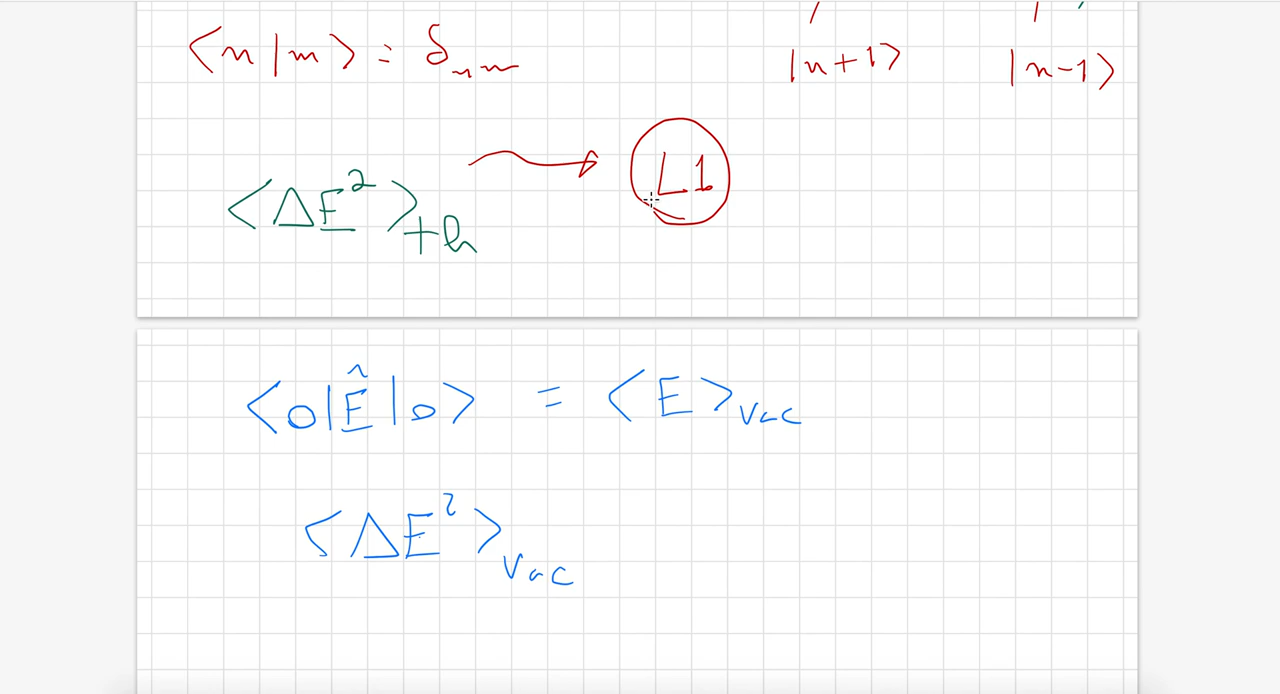 ⟨n|m⟩ = δₙₘ
|n+1⟩ |n-1⟩
⟨ΔE²⟩th → L1
⟨0|Ê|0⟩ = ⟨E⟩vac
⟨ΔE²⟩vac